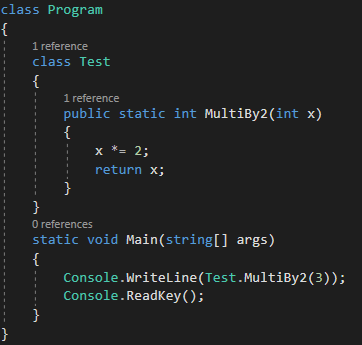 class Program
{
1 reference
class Test
{
1 reference
public static int MultiBy2(int x)
{
x *= 2;
return x;
}
}
0 references
static void Main(string[] args)
{
Console.WriteLine(Test.MultiBy2(3));
Console.ReadKey();
}
}